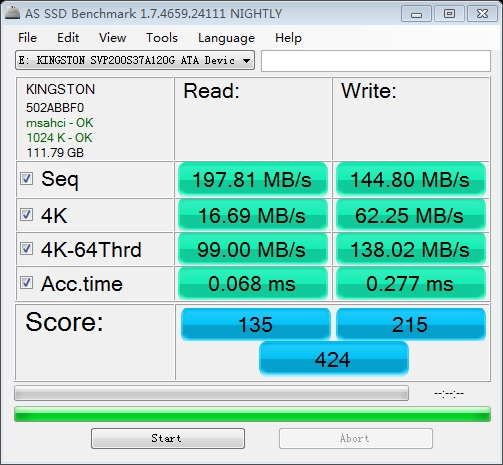 AS SSD Benchmark 1.7.4659.24111 NIGHTLY
File Edit View Tools Language Help
E: KINGSTON SVP200S37A120G ATA Devic
KINGSTON
502ABBF0
msahci - OK
1024 K - OK
111.79 GB
Read: Write:
Seq 197.81 MB/s 144.80 MB/s
4K 16.69 MB/s 62.25 MB/s
4K-64Thrd 99.00 MB/s 138.02 MB/s
Acc.time 0.068 ms 0.277 ms
Score: 135 215
424
--:--:--
Start Abort